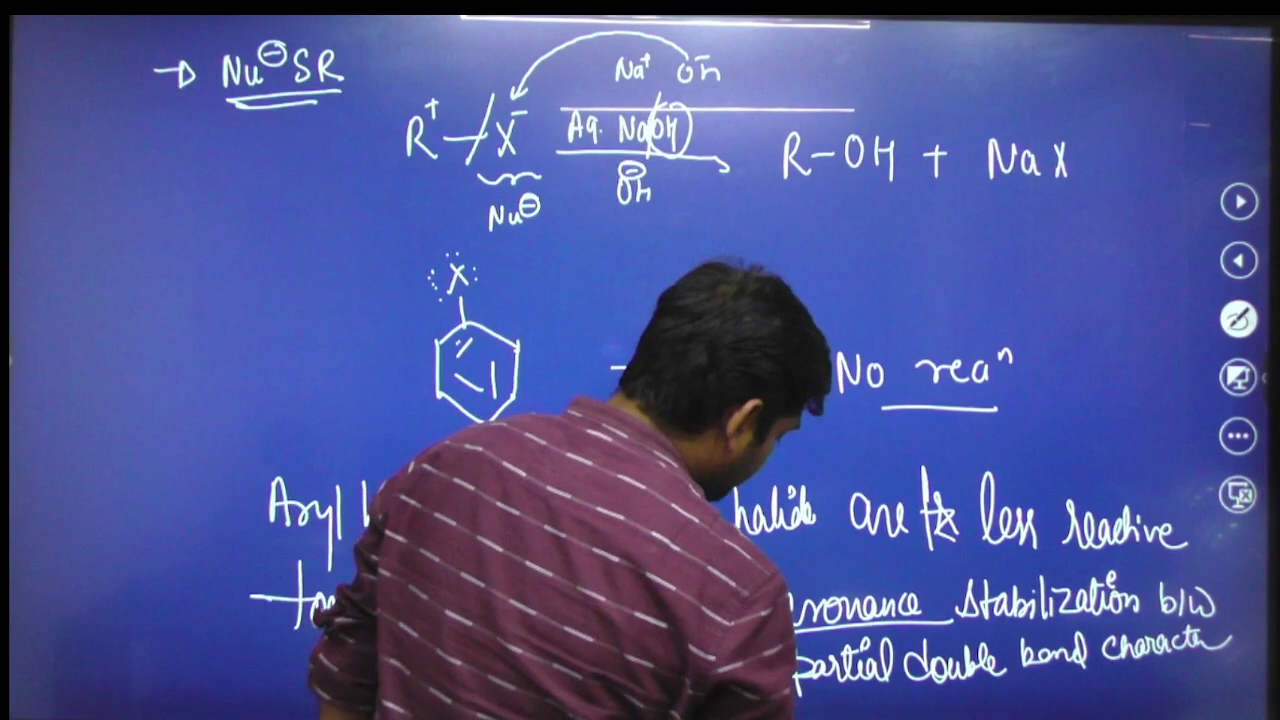 → Nu⊖SR
Na⁺ OH⁻
R⁺ — X⁻ Aq. NaOH R-OH + NaX
⊖OH
Nu⊖
X
No reaⁿ
Aryl halide are less reactive
resonance stabilization b/w
partial double bond character